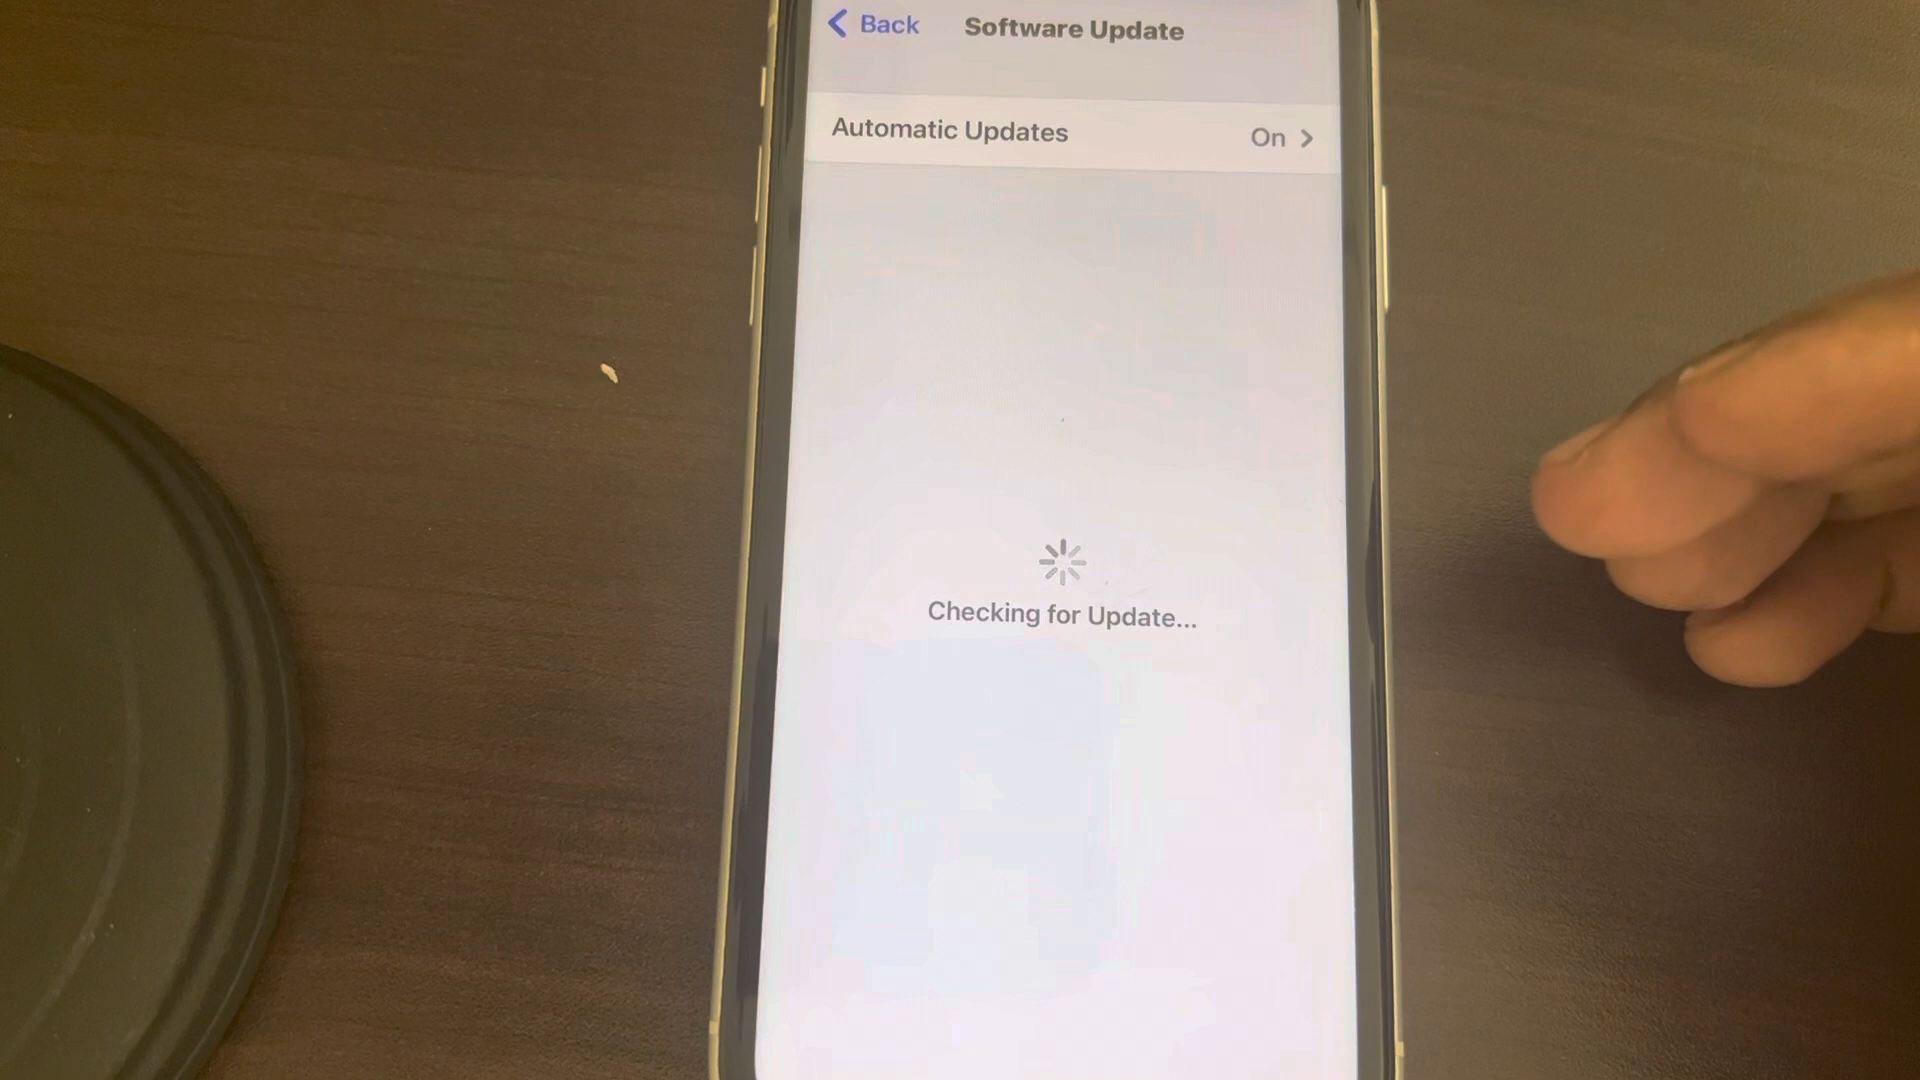 Back
Software Update
Automatic Updates
On
Checking for Update...